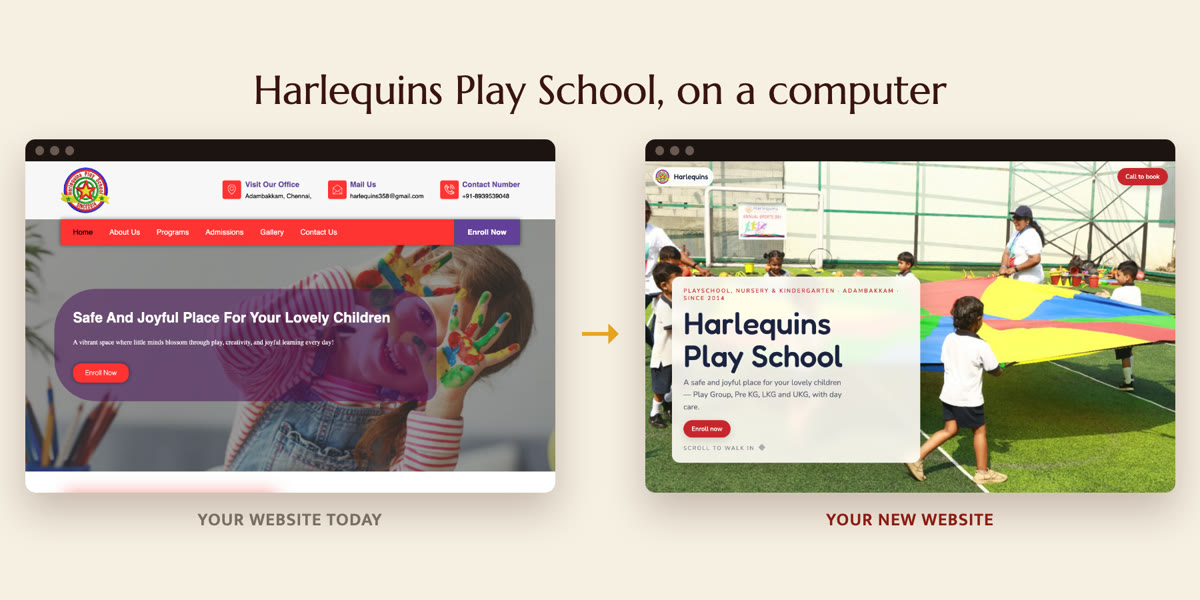 Harlequins Play School, on a computer
Visit Our Office
Adambakkam, Chennai,
Mail Us
harlequins358@gmail.com
Contact Number
+91-8939539048
Home
About Us
Programs
Admissions
Gallery
Contact Us
Enroll Now
Safe And Joyful Place For Your Lovely Children
A vibrant space where little minds blossom through play, creativity, and joyful learning every day!
Enroll Now
YOUR WEBSITE TODAY
Harlequins
Call to book
ANNUAL SPORTS DAY
PLAYSCHOOL, NURSERY & KINDERGARTEN · ADAMBAKKAM ·
SINCE 2014
Harlequins
Play School
A safe and joyful place for your lovely children
— Play Group, Pre KG, LKG and UKG, with day
care.
Enroll now
SCROLL TO WALK IN
YOUR NEW WEBSITE